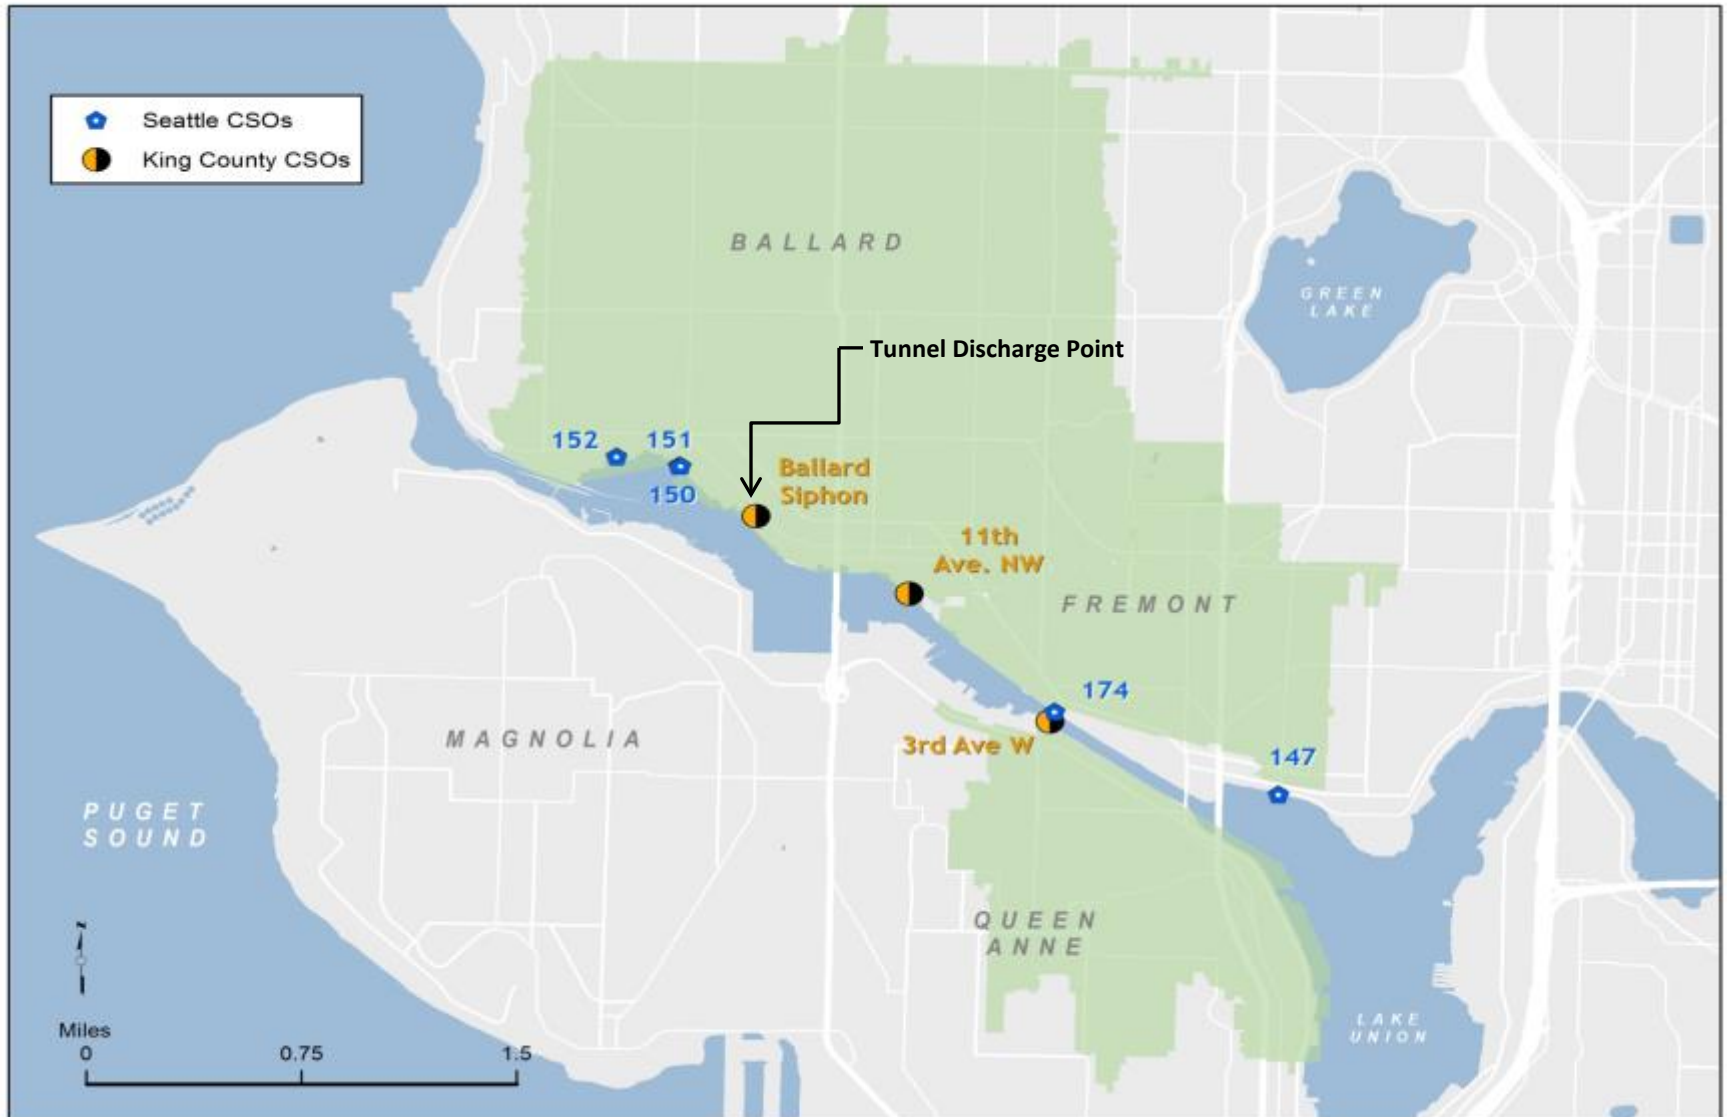 Seattle CSOs
King County CSOs
BALLARD
GREEN
LAKE
Tunnel Discharge Point
152
151
150
Ballard
Siphon
11th
Ave. NW
FREMONT
174
3rd Ave W
147
MAGNOLIA
PUGET
SOUND
QUEEN
ANNE
LAKE
UNION
N
Miles
0
0.75
1.5